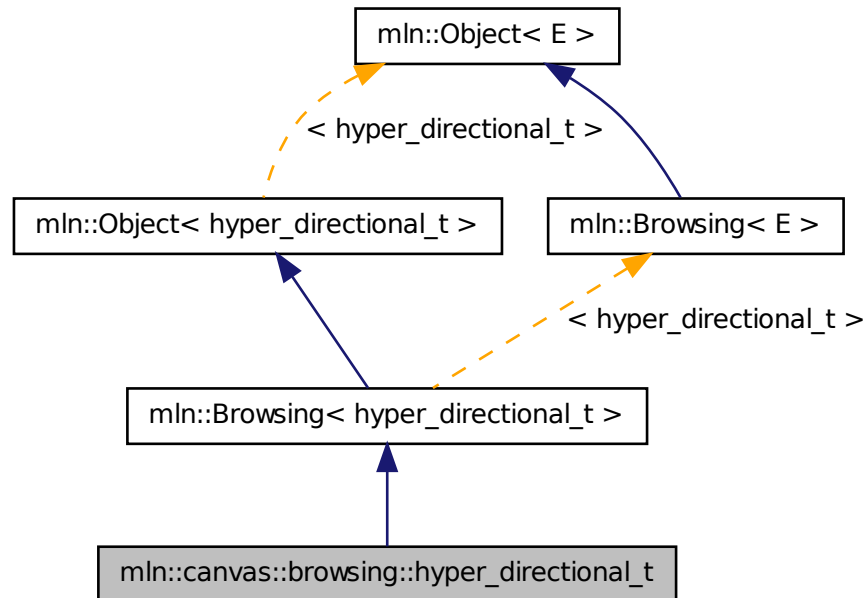 mln::Object< E >
< hyper_directional_t >
mln::Object< hyper_directional_t >
mln::Browsing< E >
< hyper_directional_t >
mln::Browsing< hyper_directional_t >
mln::canvas::browsing::hyper_directional_t